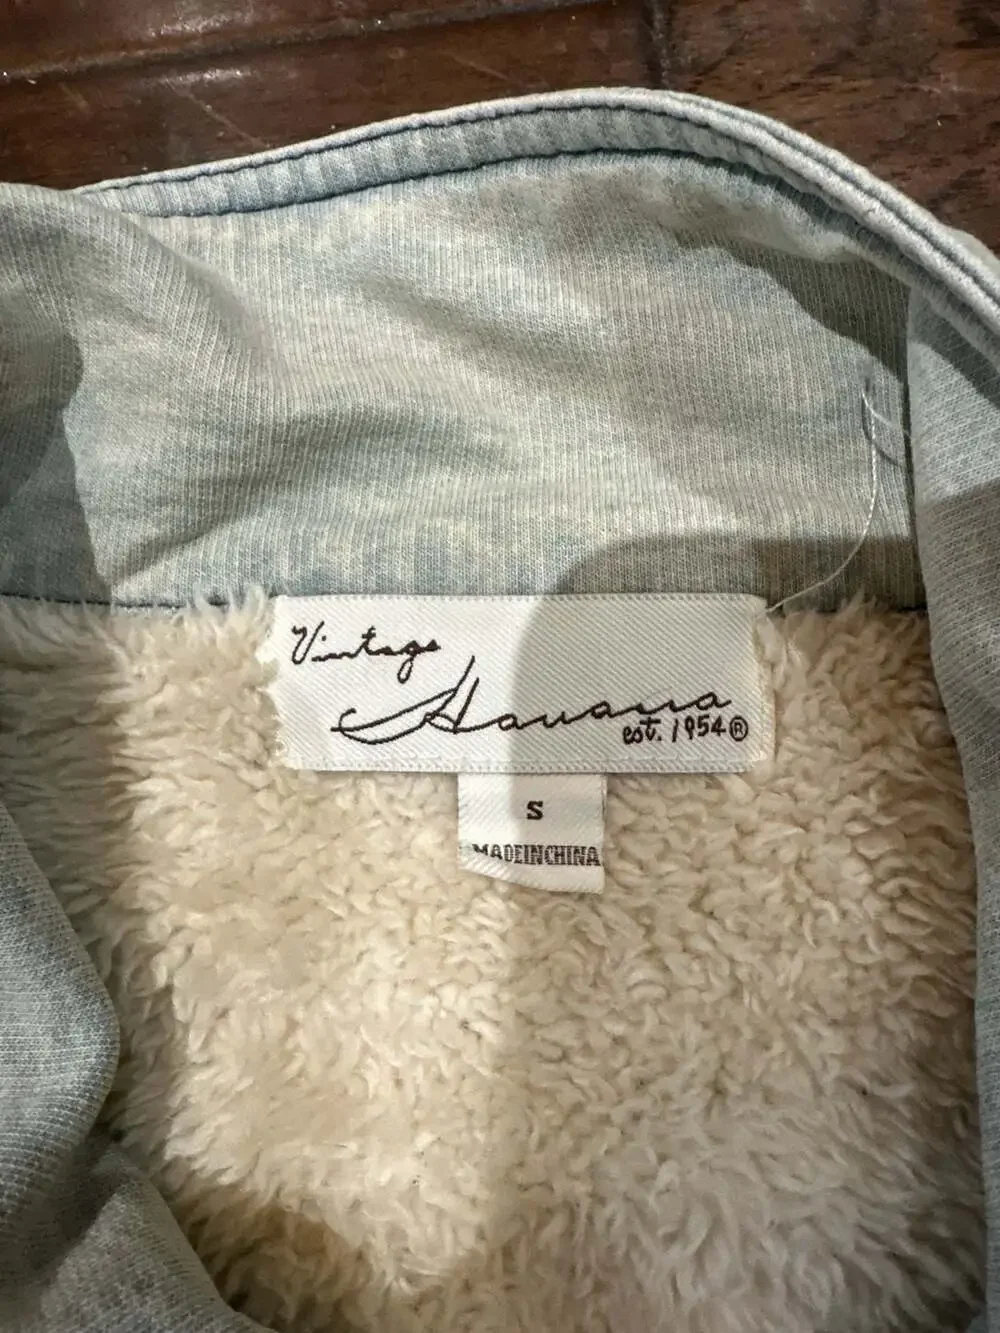 Vintage
Havana
est. 1954®
S
MADEINCHINA